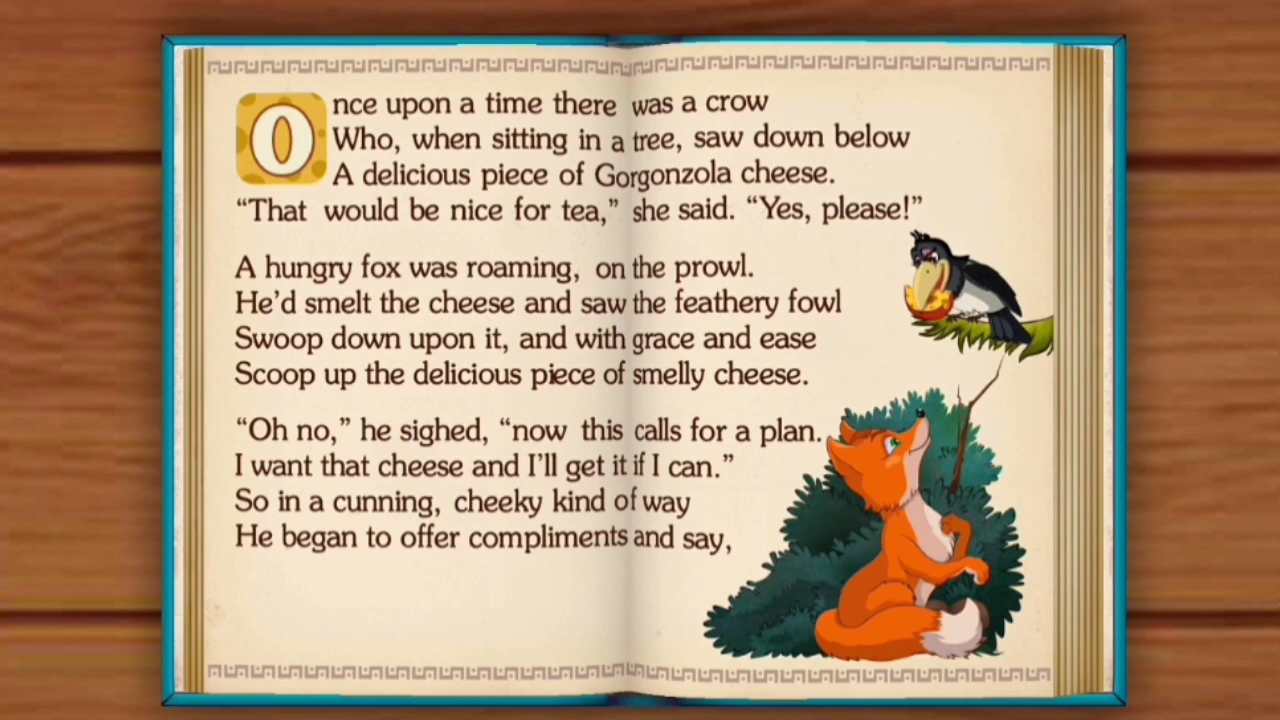 Once upon a time there was a crow
Who, when sitting in a tree, saw down below
A delicious piece of Gorgonzola cheese.
“That would be nice for tea,” she said. “Yes, please!”
A hungry fox was roaming, on the prowl.
He’d smelt the cheese and saw the feathery fowl
Swoop down upon it, and with grace and ease
Scoop up the delicious piece of smelly cheese.
“Oh no,” he sighed, “now this calls for a plan.
I want that cheese and I’ll get it if I can.”
So in a cunning, cheeky kind of way
He began to offer compliments and say,